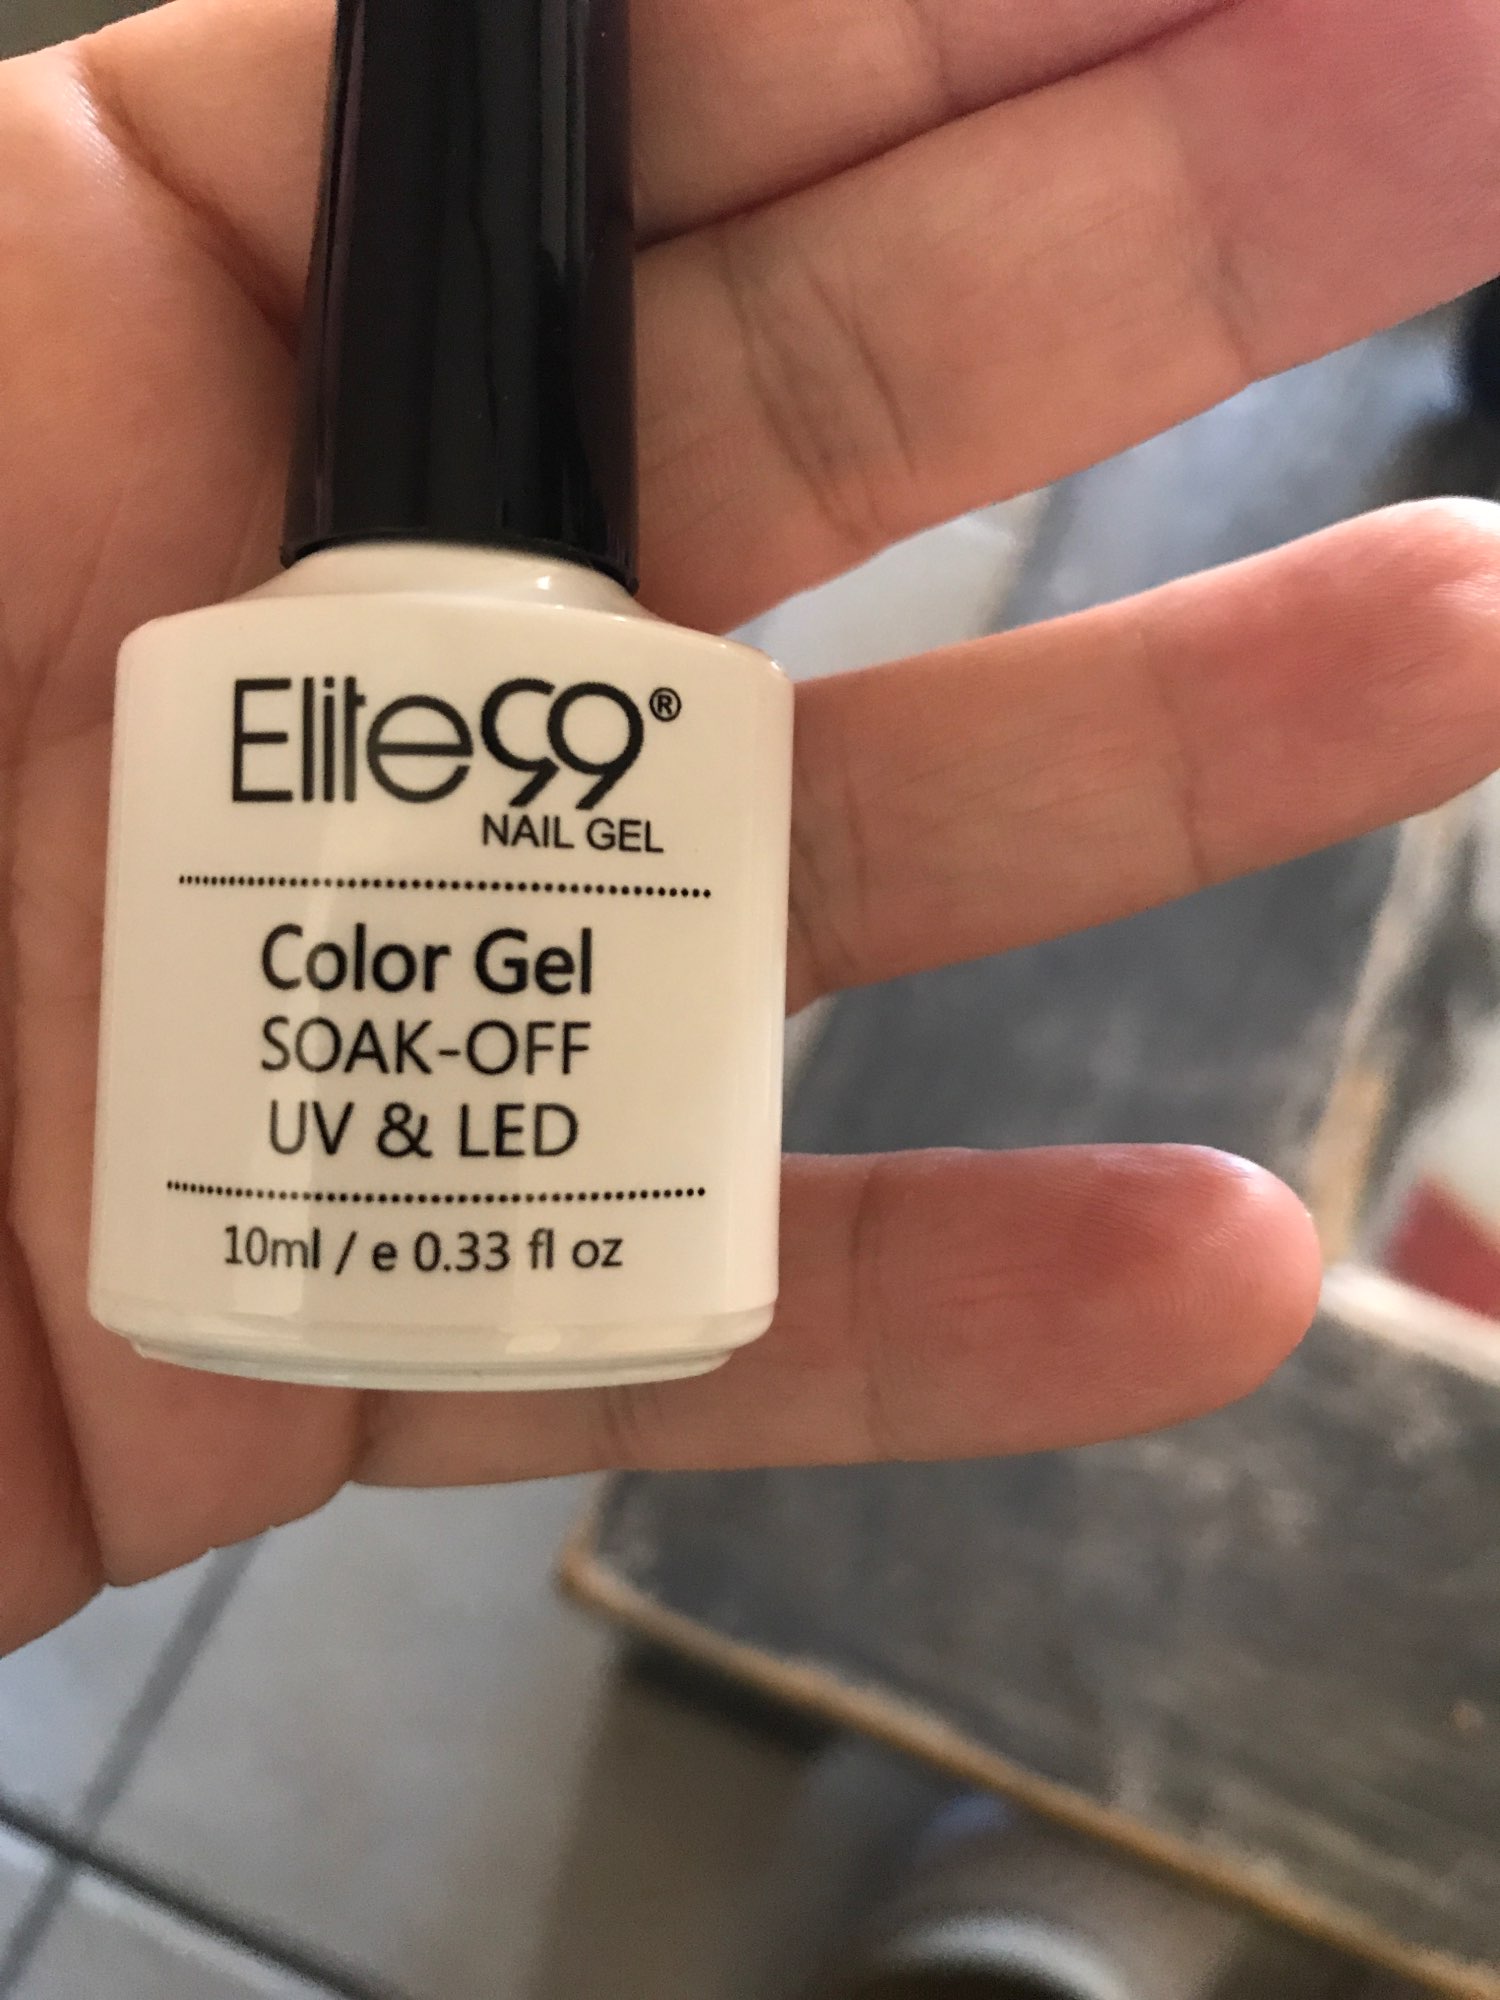 Elite99®
NAIL GEL
Color Gel
SOAK-OFF
UV & LED
10ml / e 0.33 fl oz